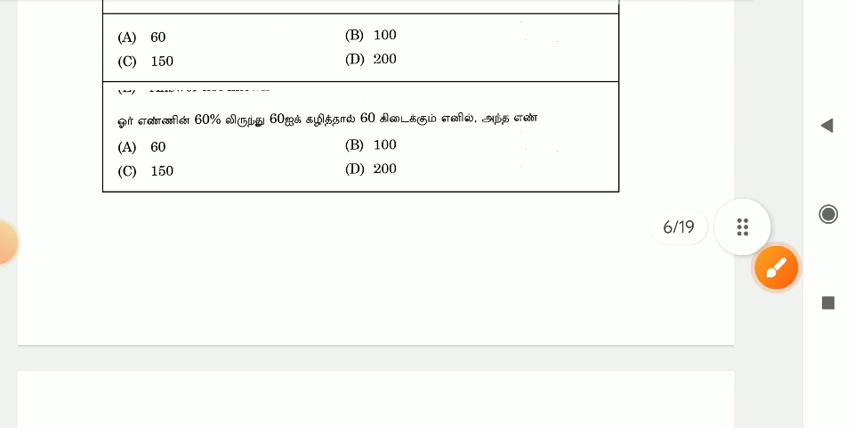 (A) 60 (B) 100
(C) 150 (D) 200
ஓர் எண்ணின் 60% லிருந்து 60ஐக் கழித்தால் 60 கிடைக்கும் எனில், அந்த எண்
(A) 60 (B) 100
(C) 150 (D) 200
6/19